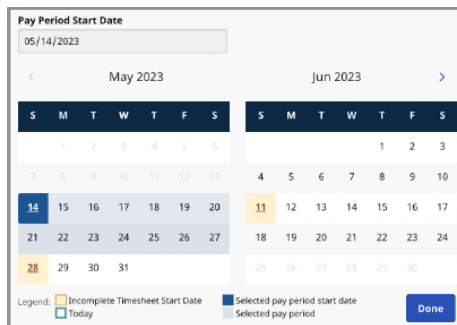 Pay Period Start Date
05/14/2023
< May 2023 Jun 2023 >
S M T W T F S S M T W T F S
1 2 3 4 5 6 1 2 3
7 8 9 10 11 12 13 4 5 6 7 8 9 10
14 15 16 17 18 19 20 11 12 13 14 15 16 17
21 22 23 24 25 26 27 18 19 20 21 22 23 24
28 29 30 31 25 26 27 28 29 30
Legend: Incomplete Timesheet Start Date Selected pay period start date Done
Today Selected pay period